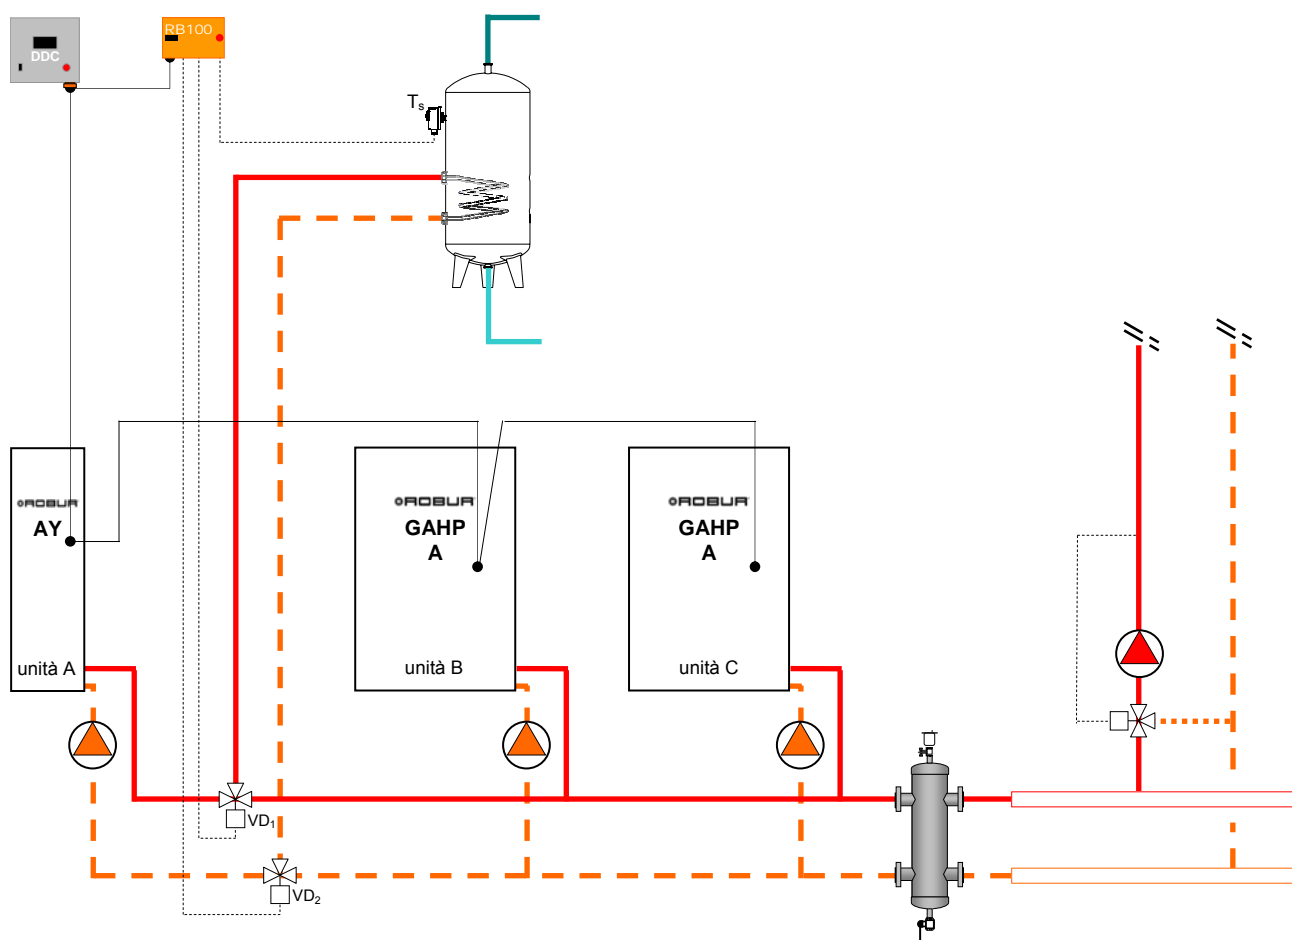 RB100
DDC
Ts
ROBUR
AY
unità A
ROBUR
GAHP
A
unità B
ROBUR
GAHP
A
unità C
VD1
VD2